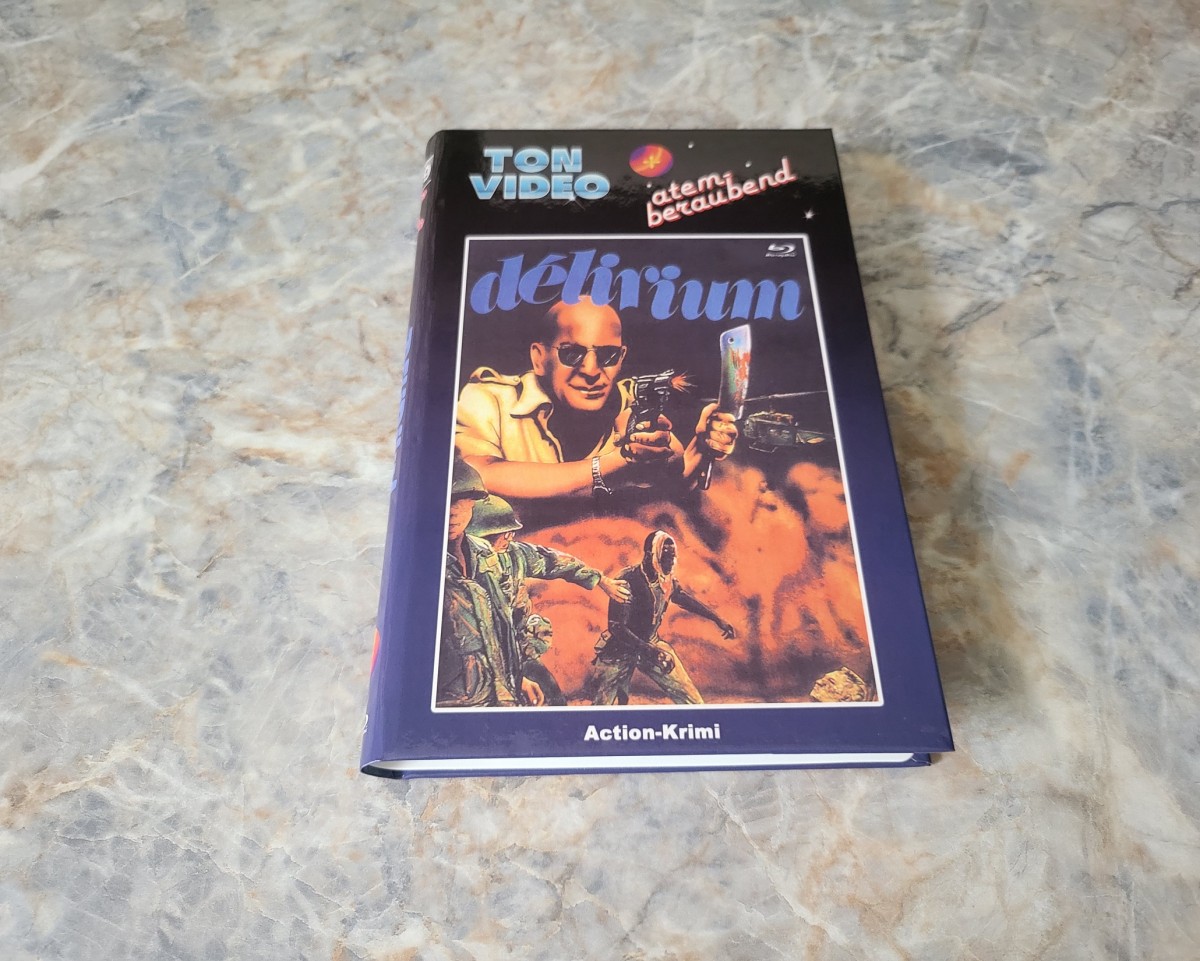 TON
VIDEO
atem-
beraubend
délirium
Action-Krimi